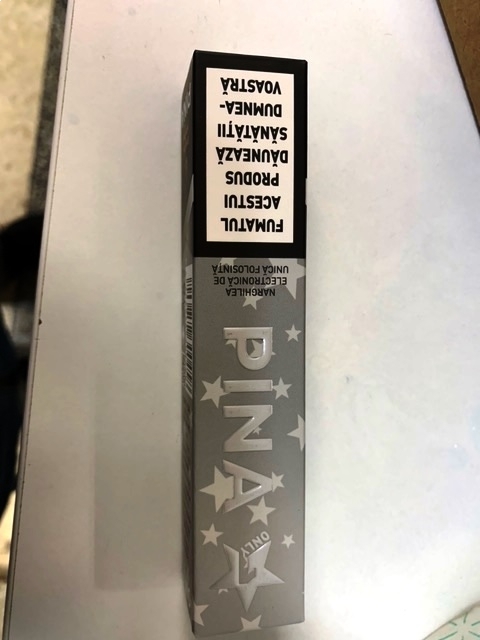 FUMATUL
ACESTUI
PRODUS
DĂUNEAZĂ
SĂNĂTĂȚII
DUMNEA-
VOASTRĂ
NARGHILEA
ELECTRONICĂ DE
UNICĂ FOLOSINȚĂ
PINA
ONLY